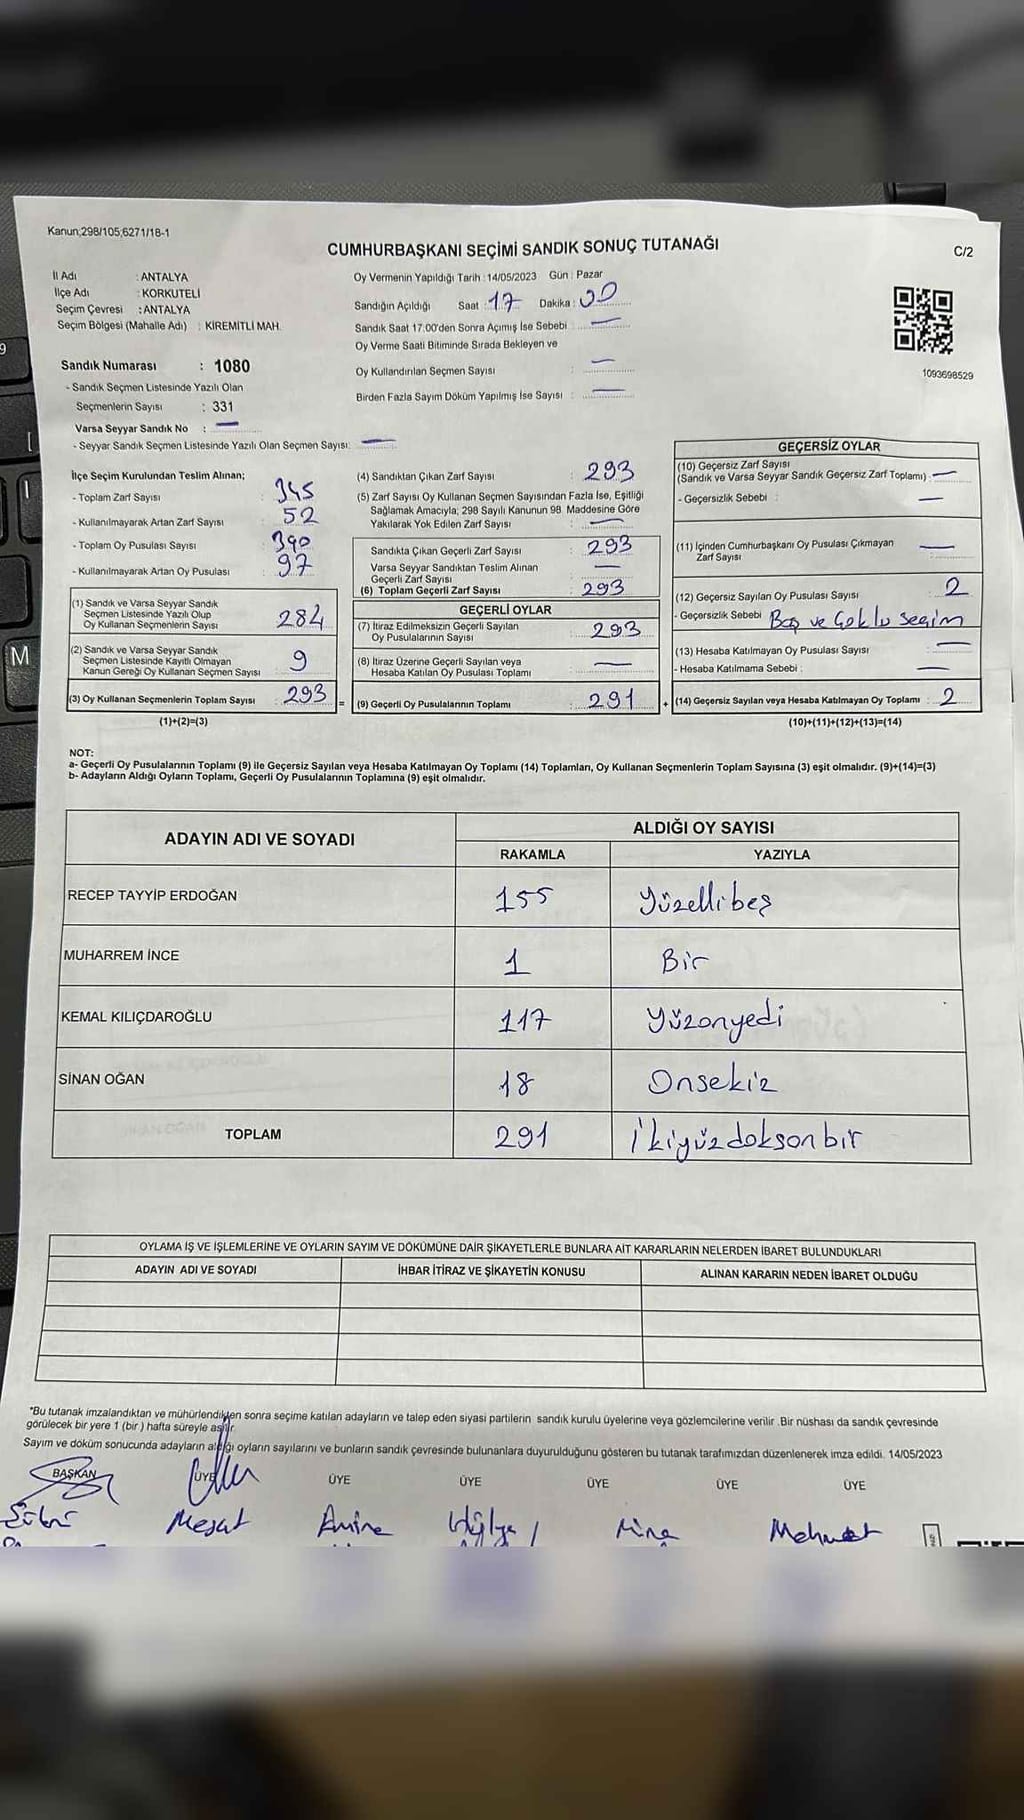 Kanun;298/105,6271/18-1
CUMHURBAŞKANI SEÇİMİ SANDIK SONUÇ TUTANAĞI
C/2
İl Adı : ANTALYA
İlçe Adı : KORKUTELİ
Seçim Çevresi : ANTALYA
Seçim Bölgesi (Mahalle Adı) : KİREMİTLİ MAH.
Oy Vermenin Yapıldığı Tarih : 14/05/2023 Gün : Pazar
Sandığın Açıldığı Saat : 17 Dakika : 00
Sandık Saat 17.00'den Sonra Açımış İse Sebebi : —
Oy Verme Saati Bitiminde Sırada Bekleyen ve
Oy Kullandırılan Seçmen Sayısı : —
Birden Fazla Sayım Döküm Yapılmış İse Sayısı : —
1093698529
Sandık Numarası : 1080
- Sandık Seçmen Listesinde Yazılı Olan
Seçmenlerin Sayısı : 331
Varsa Seyyar Sandık No : —
- Seyyar Sandık Seçmen Listesinde Yazılı Olan Seçmen Sayısı: —
İlçe Seçim Kurulundan Teslim Alınan;
- Toplam Zarf Sayısı : 345
- Kullanılmayarak Artan Zarf Sayısı : 52
- Toplam Oy Pusulası Sayısı : 390
- Kullanılmayarak Artan Oy Pusulası : 97
(1) Sandık ve Varsa Seyyar Sandık
Seçmen Listesinde Yazılı Olup
Oy Kullanan Seçmenlerin Sayısı : 284
(2) Sandık ve Varsa Seyyar Sandık
Seçmen Listesinde Kayıtlı Olmayan
Kanun Gereği Oy Kullanan Seçmen Sayısı : 9
(3) Oy Kullanan Seçmenlerin Toplam Sayısı : 293
(1)+(2)=(3)
(4) Sandıktan Çıkan Zarf Sayısı : 293
(5) Zarf Sayısı Oy Kullanan Seçmen Sayısından Fazla İse, Eşitliği
Sağlamak Amacıyla; 298 Sayılı Kanunun 98. Maddesine Göre
Yakılarak Yok Edilen Zarf Sayısı : —
Sandıkta Çıkan Geçerli Zarf Sayısı : 293
Varsa Seyyar Sandıktan Teslim Alınan
Geçerli Zarf Sayısı : —
(6) Toplam Geçerli Zarf Sayısı : 293
GEÇERLİ OYLAR
(7) İtiraz Edilmeksizin Geçerli Sayılan
Oy Pusulalarının Sayısı : 293
(8) İtiraz Üzerine Geçerli Sayılan veya
Hesaba Katılan Oy Pusulası Toplamı : —
= (9) Geçerli Oy Pusulalarının Toplamı : 291
GEÇERSİZ OYLAR
(10) Geçersiz Zarf Sayısı
(Sandık ve Varsa Seyyar Sandık Geçersiz Zarf Toplamı) : —
- Geçersizlik Sebebi : —
(11) İçinden Cumhurbaşkanı Oy Pusulası Çıkmayan
Zarf Sayısı : —
(12) Geçersiz Sayılan Oy Pusulası Sayısı : 2
- Geçersizlik Sebebi : Boş ve Çoklu seçim
(13) Hesaba Katılmayan Oy Pusulası Sayısı : —
- Hesaba Katılmama Sebebi : —
+ (14) Geçersiz Sayılan veya Hesaba Katılmayan Oy Toplamı : 2
(10)+(11)+(12)+(13)=(14)
NOT:
a- Geçerli Oy Pusulalarının Toplamı (9) ile Geçersiz Sayılan veya Hesaba Katılmayan Oy Toplamı (14) Toplamları, Oy Kullanan Seçmenlerin Toplam Sayısına (3) eşit olmalıdır. (9)+(14)=(3)
b- Adayların Aldığı Oyların Toplamı, Geçerli Oy Pusulalarının Toplamına (9) eşit olmalıdır.
ADAYIN ADI VE SOYADI
ALDIĞI OY SAYISI
RAKAMLA YAZIYLA
RECEP TAYYİP ERDOĞAN 155 Yüzellibeş
MUHARREM İNCE 1 Bir
KEMAL KILIÇDAROĞLU 117 Yüzonyedi
SİNAN OĞAN 18 Onsekiz
TOPLAM 291 İkiyüzdoksanbir
OYLAMA İŞ VE İŞLEMLERİNE VE OYLARIN SAYIM VE DÖKÜMÜNE DAİR ŞİKAYETLERLE BUNLARA AİT KARARLARIN NELERDEN İBARET BULUNDUKLARI
ADAYIN ADI VE SOYADI İHBAR İTİRAZ VE ŞİKAYETİN KONUSU ALINAN KARARIN NEDEN İBARET OLDUĞU
*Bu tutanak imzalandıktan ve mühürlendikten sonra seçime katılan adayların ve talep eden siyasi partilerin sandık kurulu üyelerine veya gözlemcilerine verilir .Bir nüshası da sandık çevresinde
görülecek bir yere 1 (bir ) hafta süreyle asılır.
Sayım ve döküm sonucunda adayların aldığı oyların sayılarını ve bunların sandık çevresinde bulunanlara duyurulduğunu gösteren bu tutanak tarafımızdan düzenlenerek imza edildi. 14/05/2023
BAŞKAN ÜYE ÜYE ÜYE ÜYE ÜYE ÜYE
Mesut Amine Hülya Mine Mehmet
M